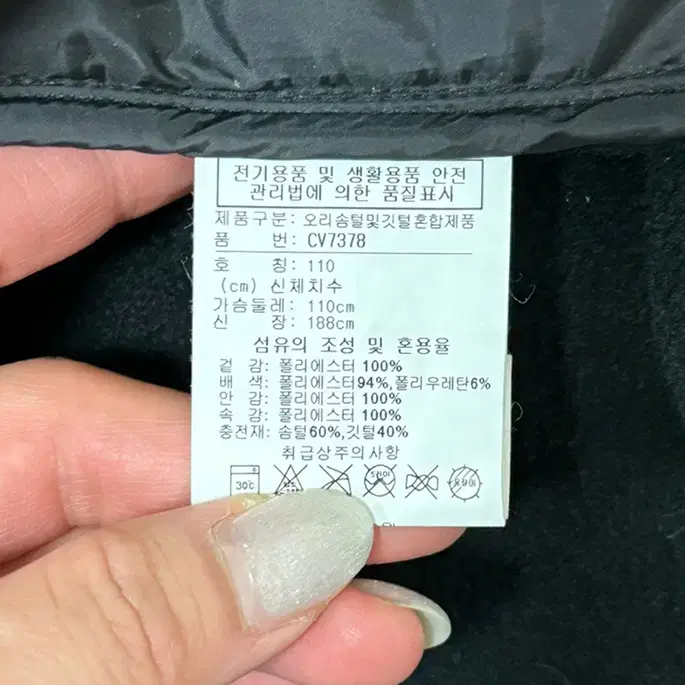 전기용품 및 생활용품 안전
관리법에 의한 품질표시
제품구분: 오리솜털및깃털혼합제품
품 번: CV7378
호 칭: 110
(cm) 신체치수
가슴둘레: 110cm
신 장: 188cm
섬유의 조성 및 혼용율
겉 감: 폴리에스터 100%
배 색: 폴리에스터94%,폴리우레탄6%
안 감: 폴리에스터 100%
속 감: 폴리에스터 100%
충전재: 솜털60%,깃털40%
취급상주의사항
30℃ 드라이